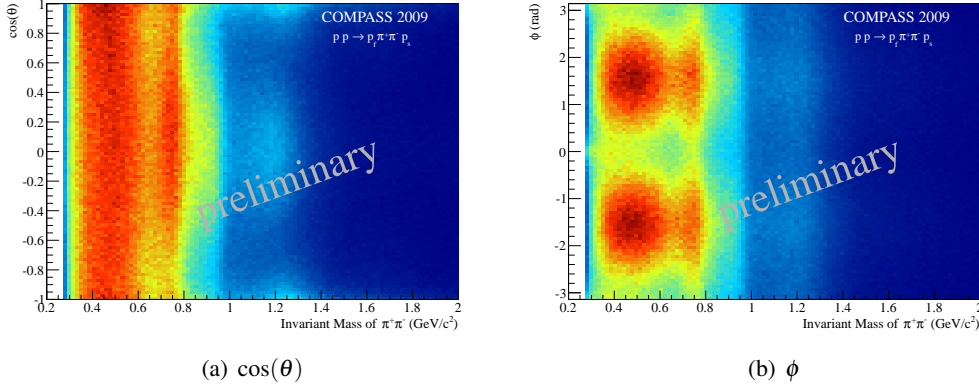 COMPASS 2009
p p → p_f π⁺π⁻ p_s
cos(θ)
1
0.8
0.6
0.4
0.2
0
-0.2
-0.4
-0.6
-0.8
-1
preliminary
0.2 0.4 0.6 0.8 1 1.2 1.4 1.6 1.8 2
Invariant Mass of π⁺π⁻ (GeV/c²)
(a) cos(θ)
COMPASS 2009
p p → p_f π⁺π⁻ p_s
ϕ (rad)
3
2
1
0
-1
-2
-3
preliminary
0.2 0.4 0.6 0.8 1 1.2 1.4 1.6 1.8 2
Invariant Mass of π⁺π⁻ (GeV/c²)
(b) ϕ